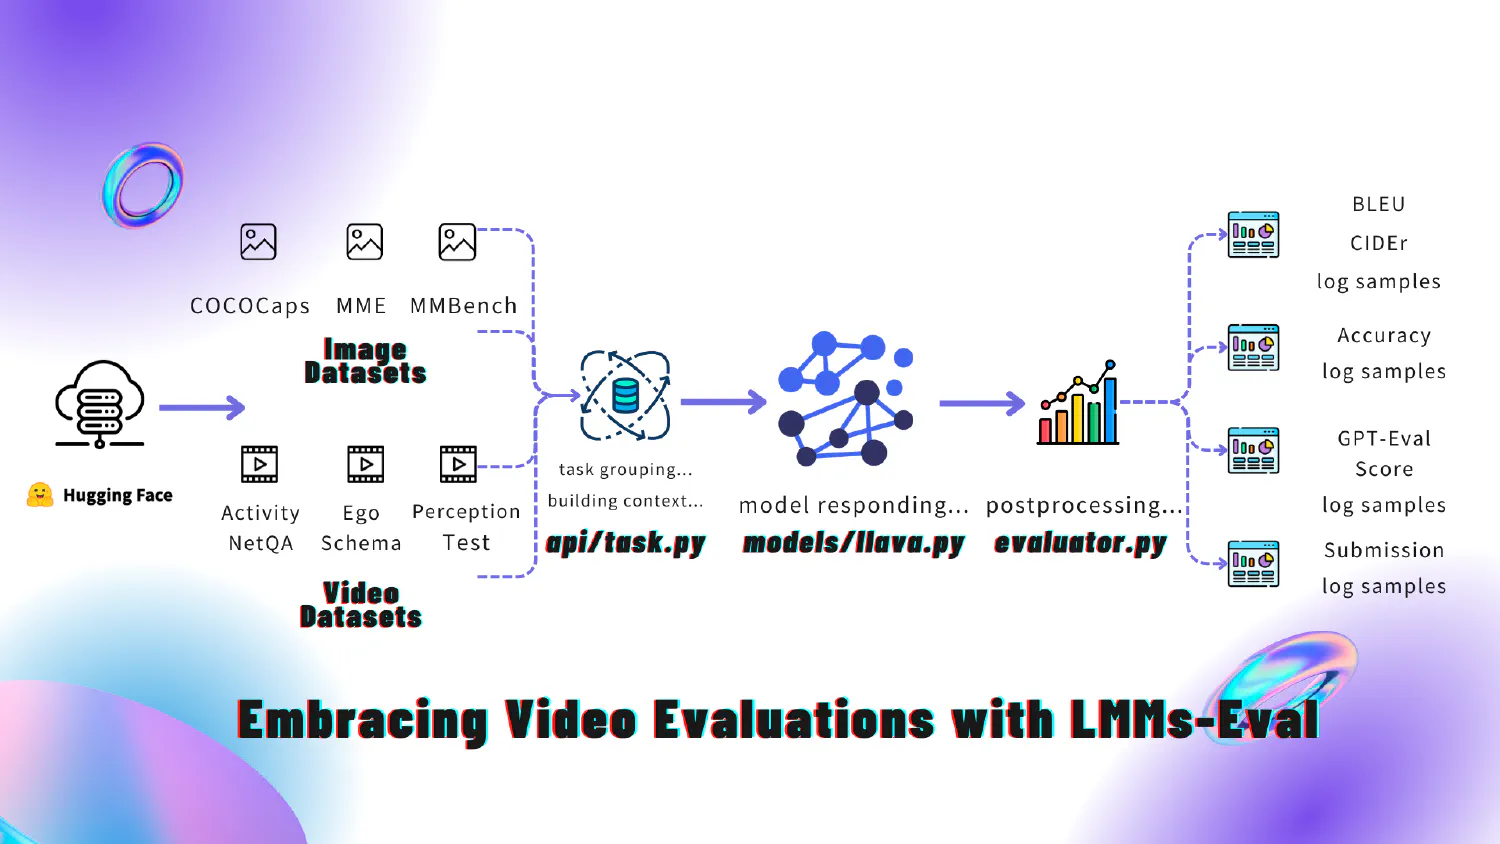 COCOCaps
MME
MMBench
Image
Datasets
Hugging Face
Activity
NetQA
Ego
Schema
Perception
Test
Video
Datasets
task grouping...
building context...
api/task.py
model responding...
models/llava.py
postprocessing...
evaluator.py
BLEU
CIDEr
log samples
Accuracy
log samples
GPT-Eval
Score
log samples
Submission
log samples
Embracing Video Evaluations with LMMs-Eval